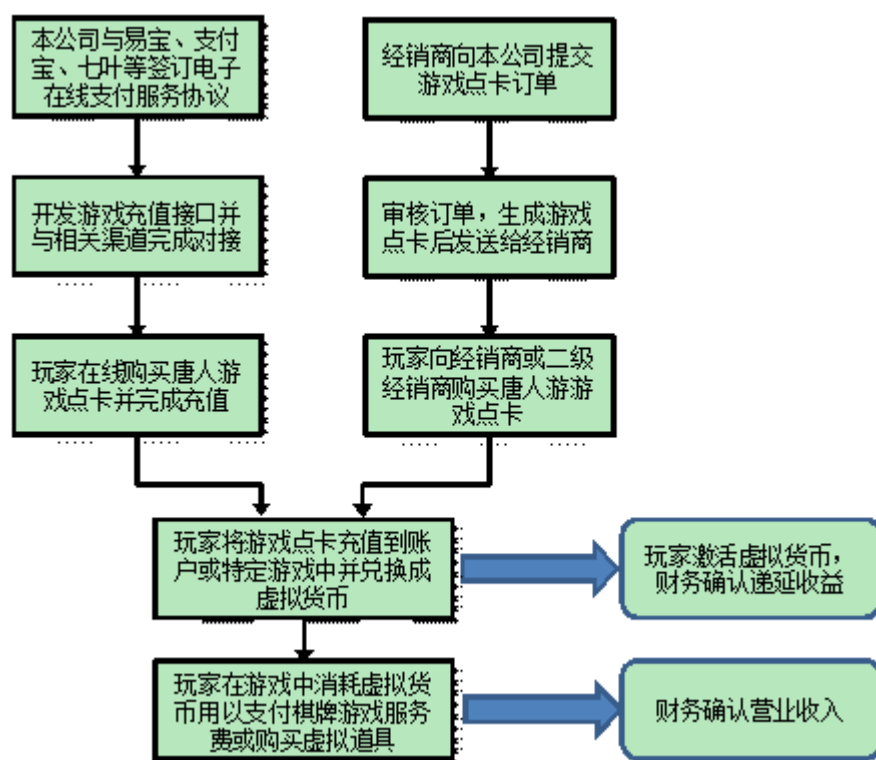 本公司与易宝、支付
宝、七叶等签订电子
在线支付服务协议
经销商向本公司提交
游戏点卡订单
开发游戏充值接口并
与相关渠道完成对接
审核订单，生成游戏
点卡后发送给经销商
玩家在线购买唐人游
戏点卡并完成充值
玩家向经销商或二级
经销商购买唐人游游
戏点卡
玩家将游戏点卡充值到账
户或特定游戏中并兑换成
虚拟货币
玩家激活虚拟货币，
财务确认递延收益
玩家在游戏中消耗虚拟货
币用以支付棋牌游戏服务
费或购买虚拟道具
财务确认营业收入